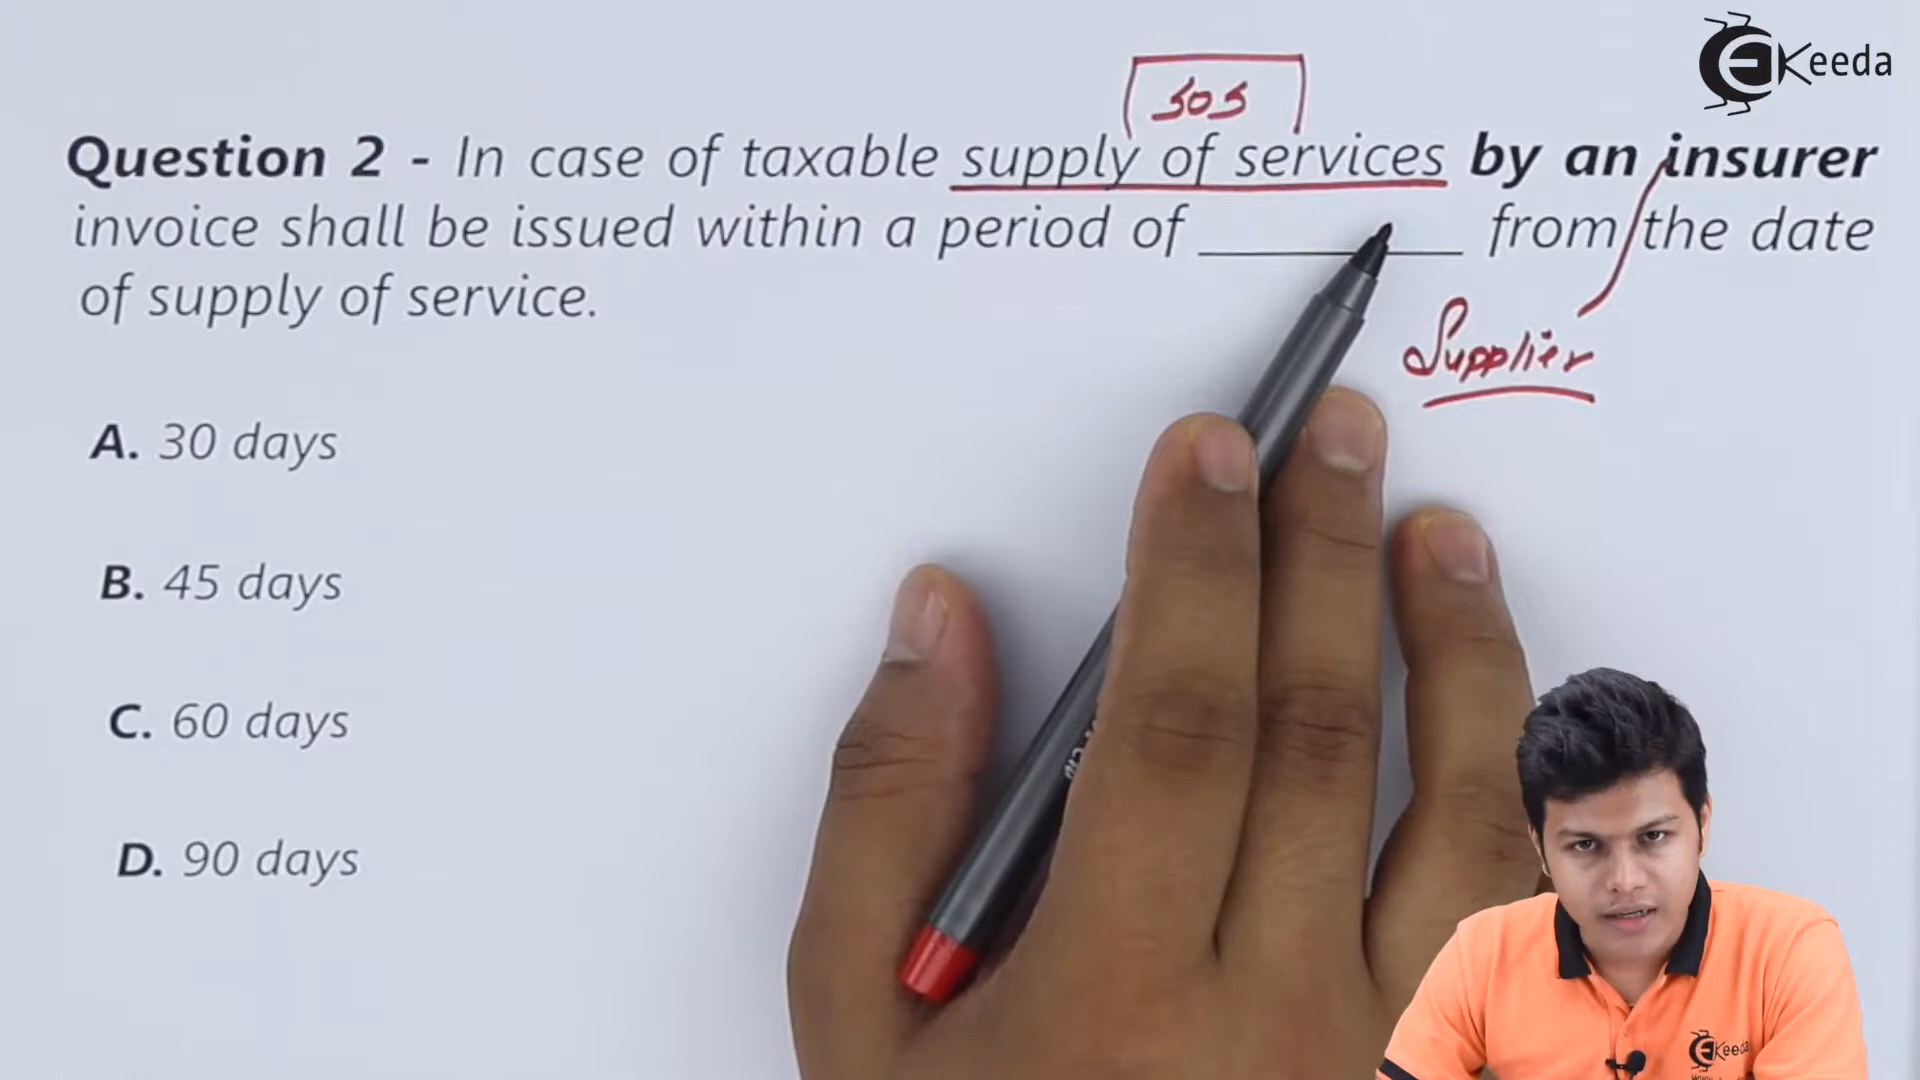 Keeda
SOS
Question 2 - In case of taxable supply of services by an insurer
invoice shall be issued within a period of ________ from the date
of supply of service.
Supplier
A. 30 days
B. 45 days
C. 60 days
D. 90 days
Keeda